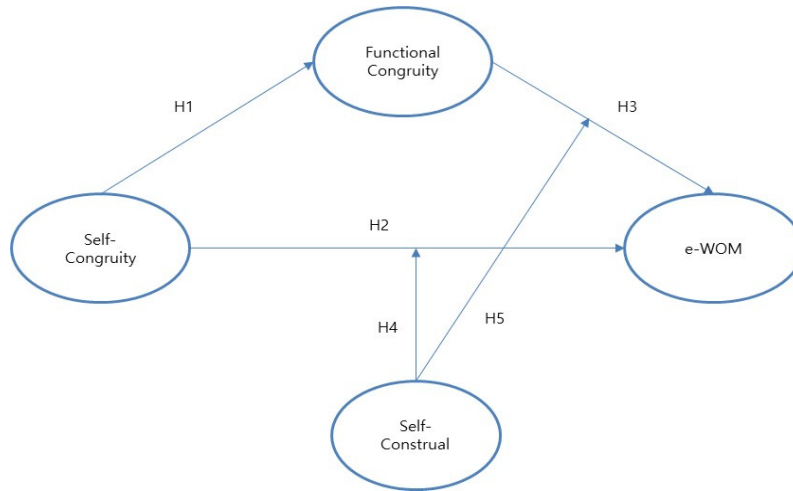 Functional
Congruity
H1
H3
Self-
Congruity
H2
e-WOM
H4
H5
Self-
Construal